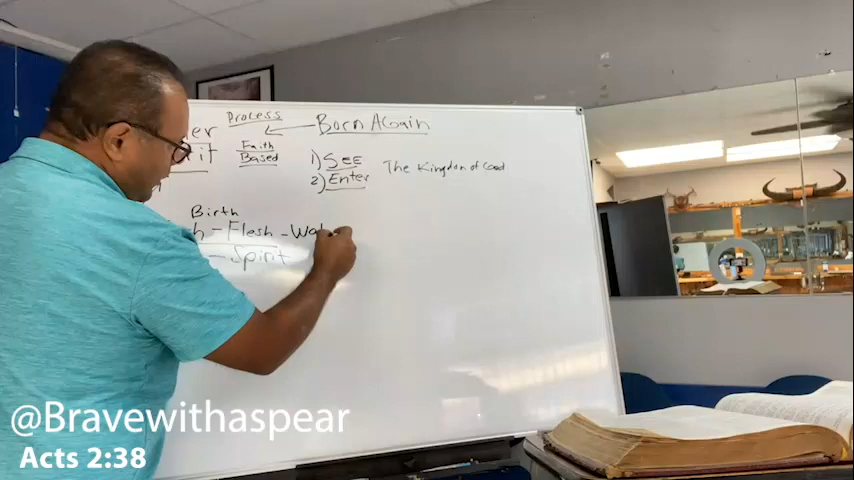 Process
Born Again
Faith
Based
1) SEE
2) Enter
The Kingdom of God
Birth
- Flesh -
- Spirit
@Bravewithaspear
Acts 2:38